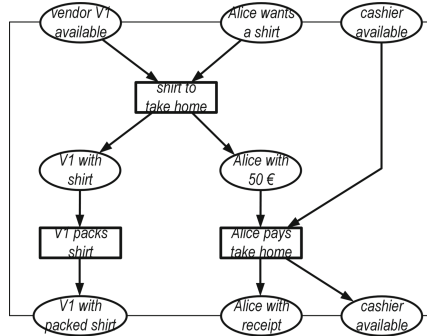 vendor V1
available
Alice wants
a shirt
cashier
available
shirt to
take home
V1 with
shirt
Alice with
50 €
V1 packs
shirt
Alice pays
take home
V1 with
packed shirt
Alice with
receipt
cashier
available